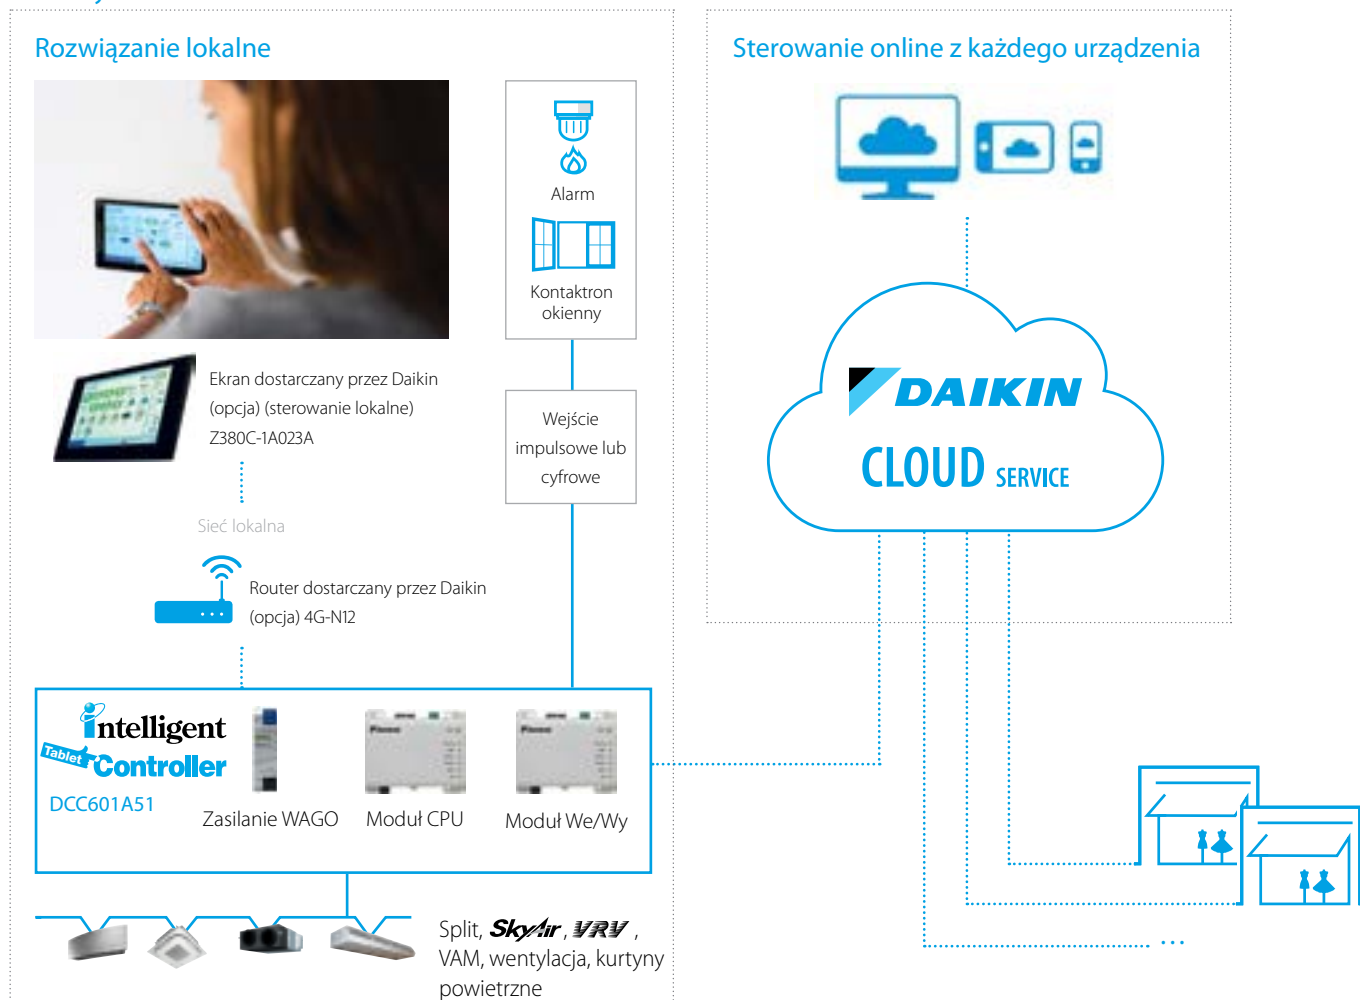 Rozwiązanie lokalne
Alarm
Kontaktron
okienny
Ekran dostarczany przez Daikin
(opcja) (sterowanie lokalne)
Z380C-1A023A
Wejście
impulsowe lub
cyfrowe
Sieć lokalna
Router dostarczany przez Daikin
(opcja) 4G-N12
intelligent
Tablet Controller
DCC601A51
Zasilanie WAGO
Moduł CPU
Moduł We/Wy
Split, SkyAir, VRV ,
VAM, wentylacja, kurtyny
powietrzne
Sterowanie online z każdego urządzenia
DAIKIN
CLOUD SERVICE
...